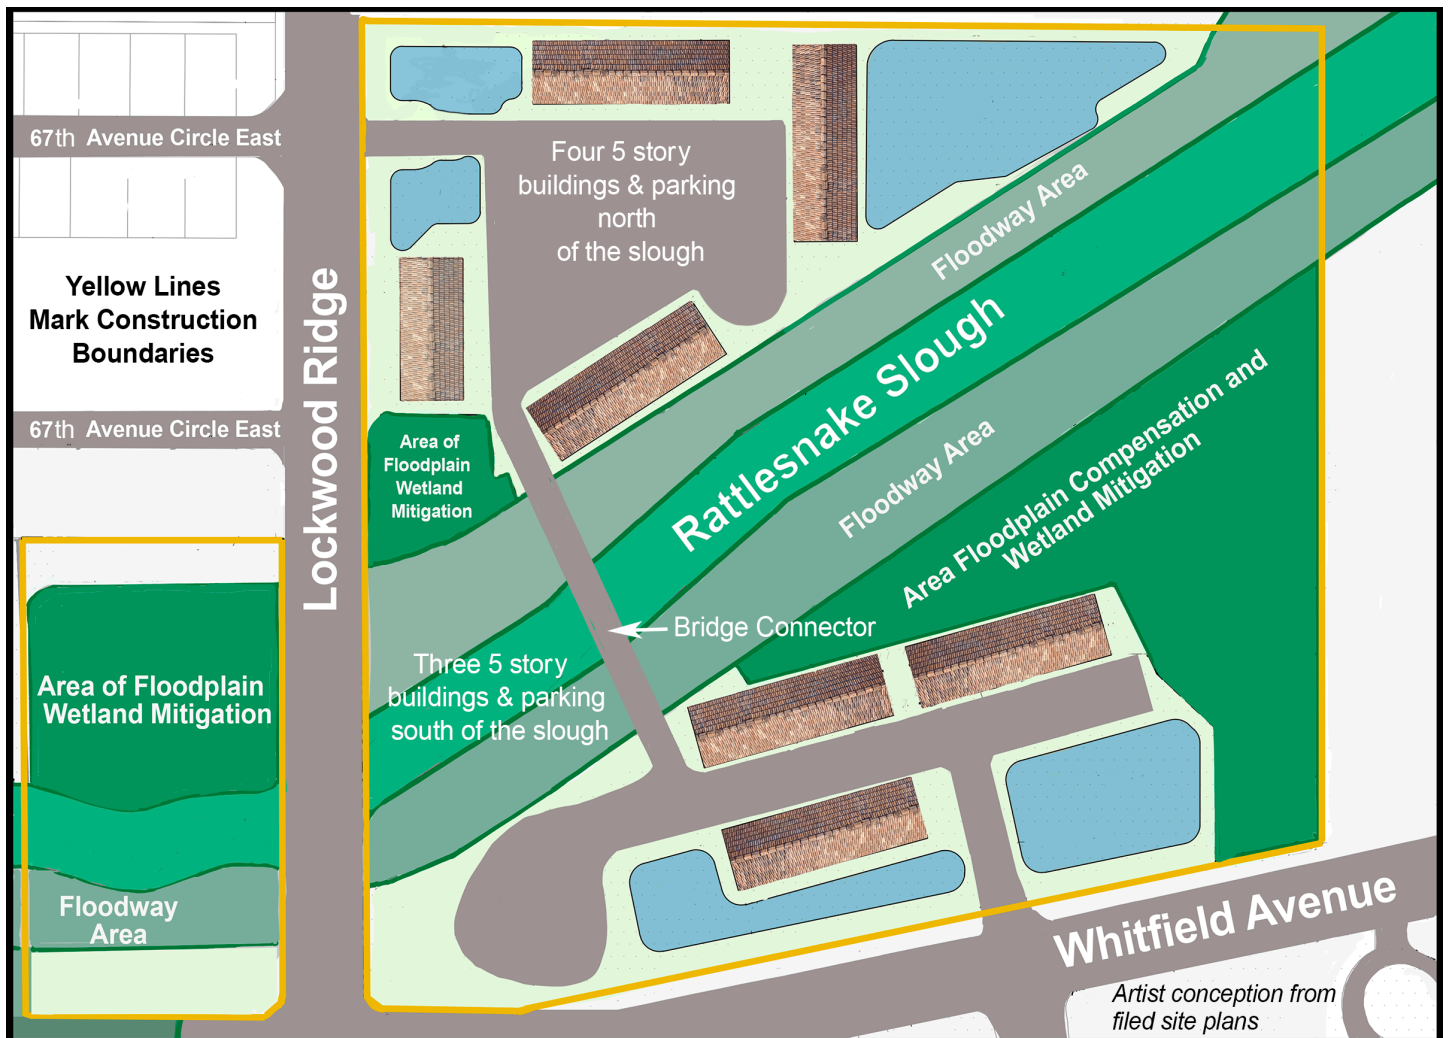 67th Avenue Circle East
Four 5 story
buildings & parking
north
of the slough
Floodway Area
Yellow Lines
Mark Construction
Boundaries
Lockwood Ridge
Rattlesnake Slough
67th Avenue Circle East
Area of
Floodplain
Wetland
Mitigation
Floodway Area
Area Floodplain Compensation and
Wetland Mitigation
Bridge Connector
Three 5 story
buildings & parking
south of the slough
Area of Floodplain
Wetland Mitigation
Floodway
Area
Whitfield Avenue
Artist conception from
filed site plans